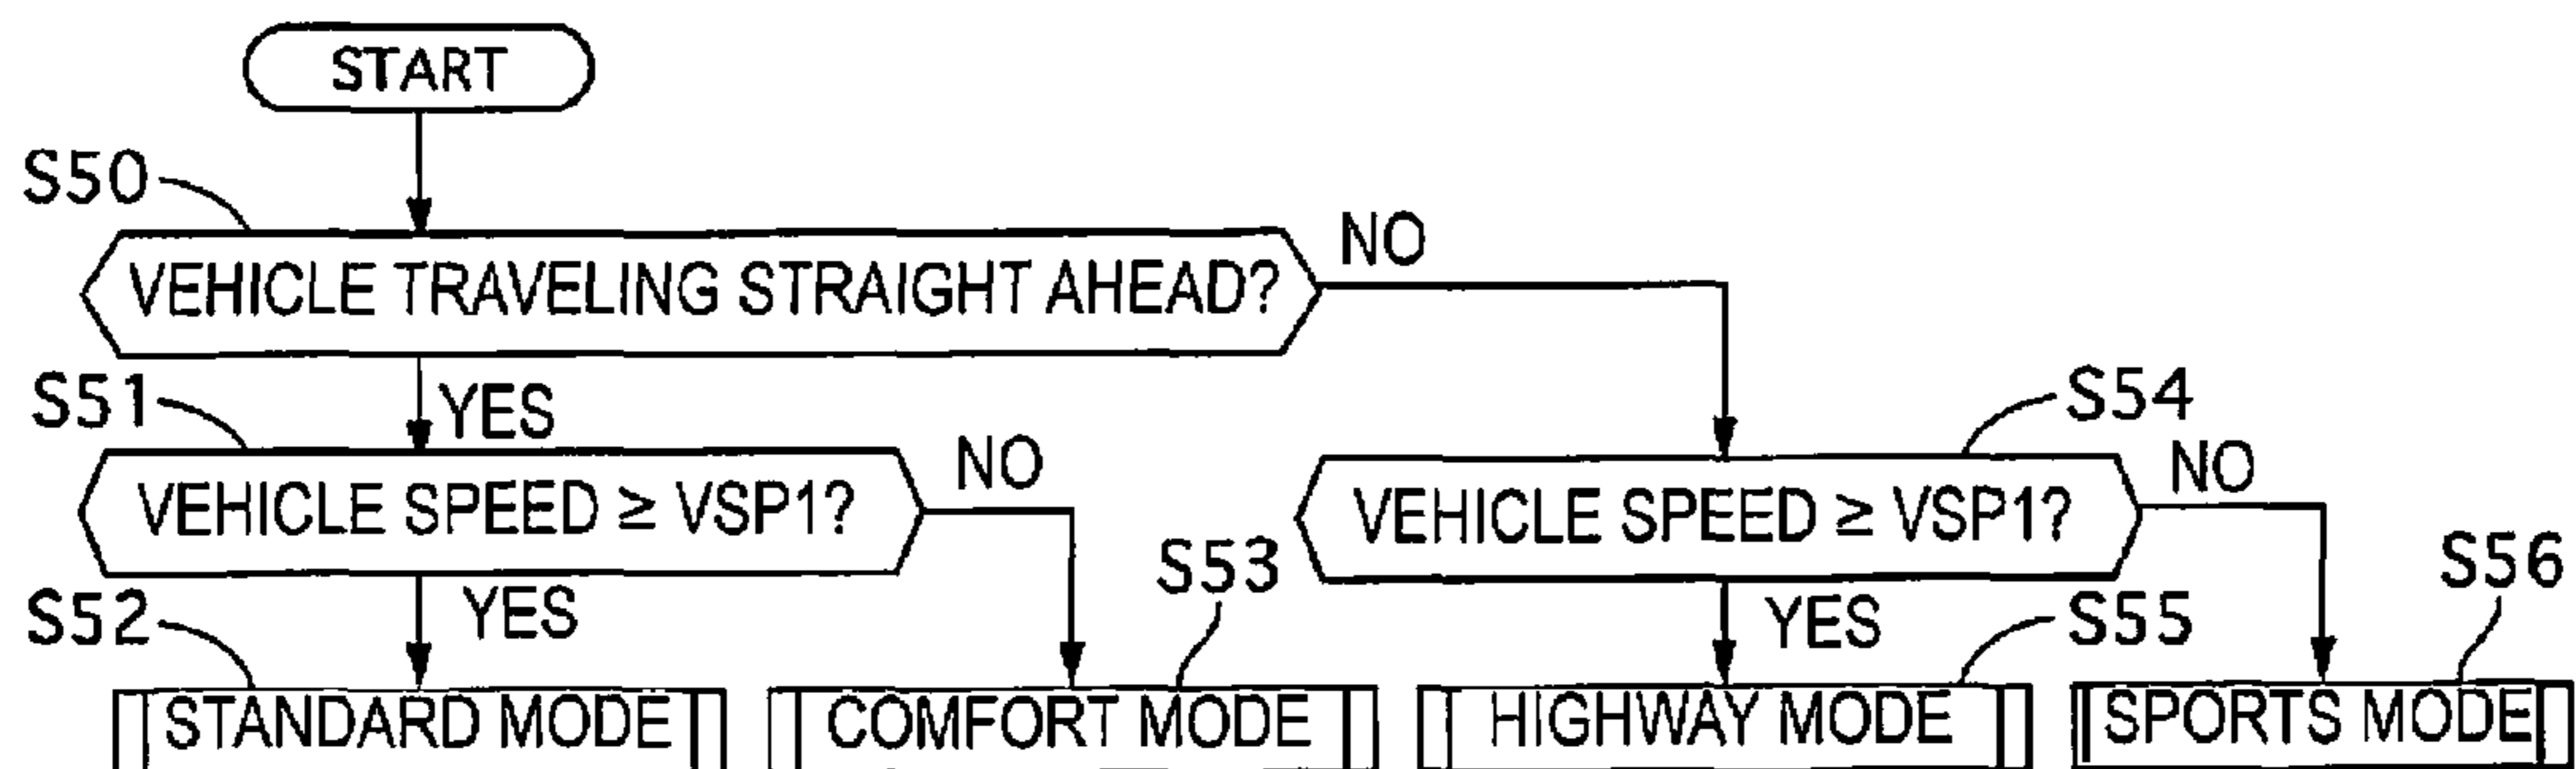 START
S50
VEHICLE TRAVELING STRAIGHT AHEAD?
NO
S51
YES
S54
VEHICLE SPEED ≥ VSP1?
NO
VEHICLE SPEED ≥ VSP1?
NO
S52
YES
S53
YES
S55
S56
STANDARD MODE
COMFORT MODE
HIGHWAY MODE
SPORTS MODE